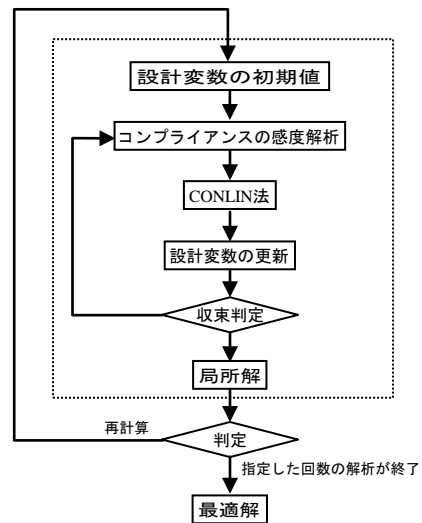 設計変数の初期値
コンプライアンスの感度解析
CONLIN法
設計変数の更新
収束判定
局所解
再計算
判定
指定した回数の解析が終了
最適解